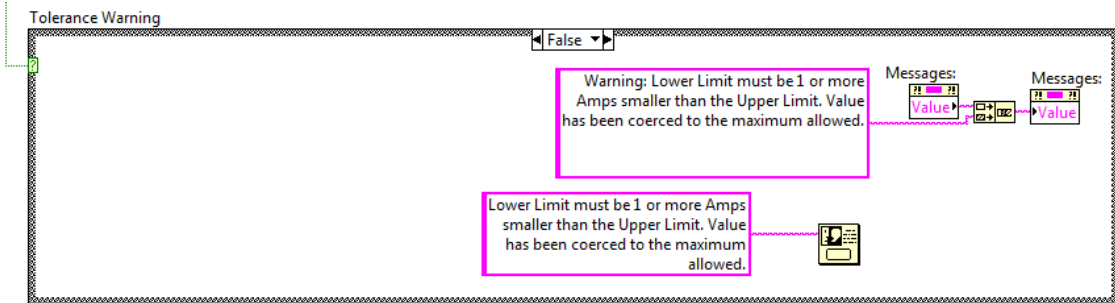 Tolerance Warning
False
?
Warning: Lower Limit must be 1 or more
Amps smaller than the Upper Limit. Value
has been coerced to the maximum allowed.
Messages:
?! ?!
Value
Messages:
?! ?!
Value
Lower Limit must be 1 or more Amps
smaller than the Upper Limit. Value
has been coerced to the maximum
allowed.